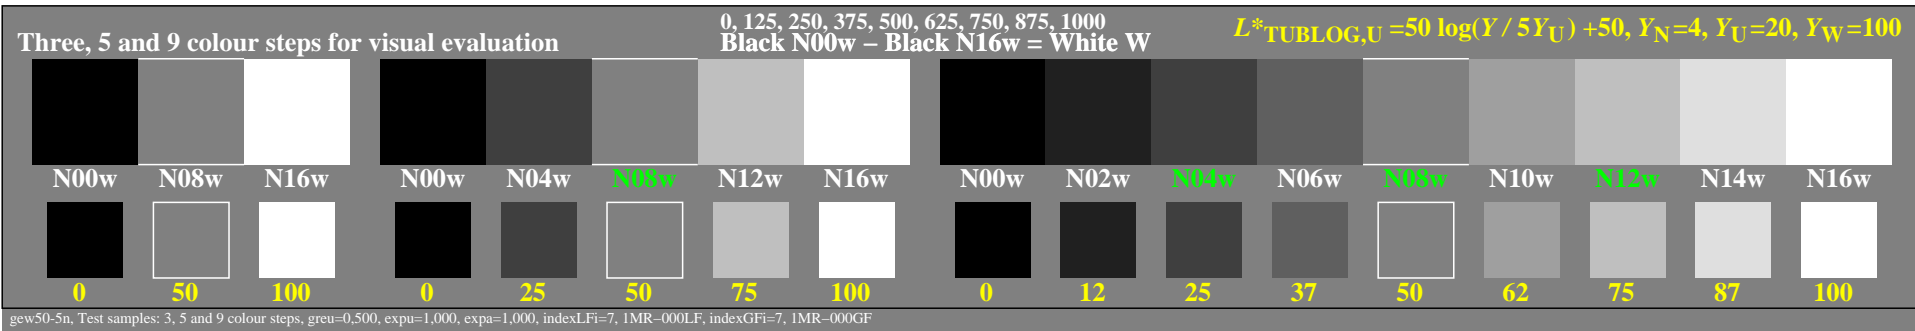 Three, 5 and 9 colour steps for visual evaluation
0, 125, 250, 375, 500, 625, 750, 875, 1000
Black N00w – Black N16w = White W
L*TUBLOG,U =50 log(Y / 5YU) +50, YN=4, YU=20, YW=100
N00w N08w N16w N00w N04w N08w N12w N16w N00w N02w N04w N06w N08w N10w N12w N14w N16w
0 50 100 0 25 50 75 100 0 12 25 37 50 62 75 87 100
gew50-5n, Test samples: 3, 5 and 9 colour steps, greu=0,500, expu=1,000, expa=1,000, indexLFi=7, 1MR–000LF, indexGFi=7, 1MR–000GF